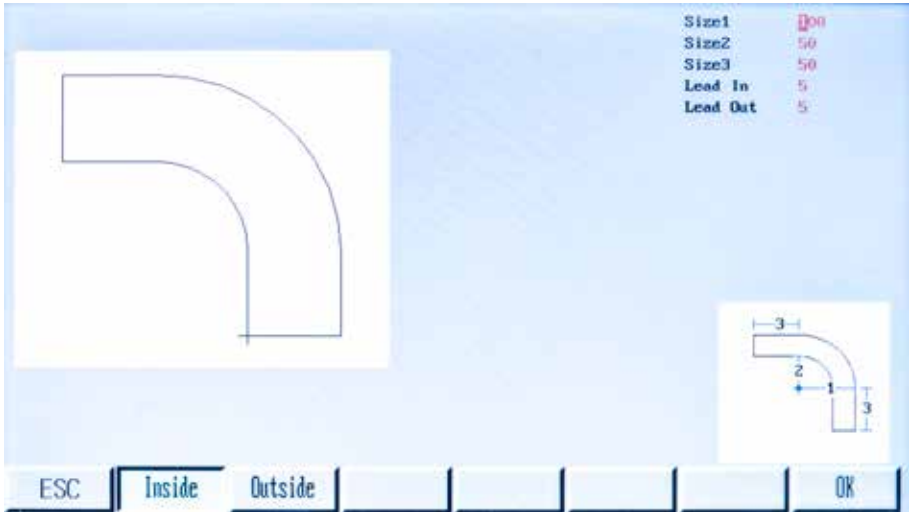 Size1 100
Size2 50
Size3 50
Lead In 5
Lead Out 5
3
2
1
3
ESC Inside Outside OK